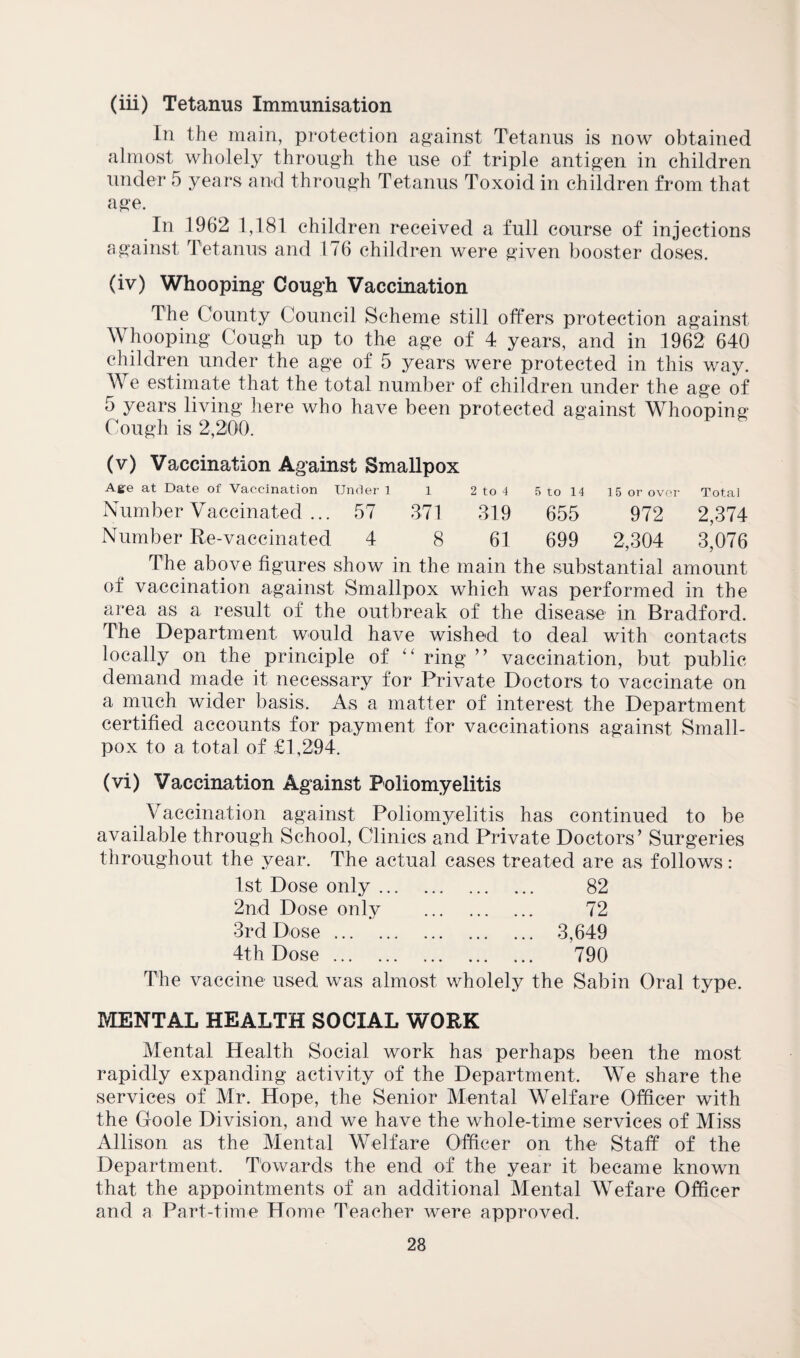 (iii) Tetanus Immunisation
In the main, protection against Tetanus is now obtained
almost wholely through the use of triple antigen in children
under 5 years and through Tetanus Toxoid in children from that
age.
In 1962 1,181 children received a full course of injections
against Tetanus and 176 children were given booster doses.
(iv) Whooping Cough Vaccination
The County Council Scheme still offers protection against
Whooping Cough up to the age of 4 years, and in 1962 640
children under the age of 5 years were protected in this way.
We estimate that the total number of children under the age of
5 years living here who have been protected against Whooping
Cough is 2,200.
(v) Vaccination Against Smallpox
Age at Date of Vaccination Under 1 1 2 to 4 5 to 14 15 or over Total
Number Vaccinated ... 57 371 319 655 972 2,374
Number Re-vaccinated 4 8 61 699 2,304 3,076
The above figures show in the main the substantial amount
of vaccination against Smallpox which was performed in the
area as a result of the outbreak of the disease in Bradford.
The Department would have wished to deal with contacts
locally on the principle of “ ring ” vaccination, but public
demand made it necessary for Private Doctors to vaccinate on
a much wider basis. As a matter of interest the Department
certified accounts for payment for vaccinations against Small-
pox to a total of £1,294.
(vi) Vaccination Against Poliomyelitis
Vaccination against Poliomyelitis has continued to be
available through School, Clinics and Private Doctors’ Surgeries
throughout the year. The actual cases treated are as follows:
1st Dose only ... ... ... ... 82
2nd Dose only ... ... ... 72
3rd Dose ... ... ... ... ... 3,649
4th Dose ... ... ... ... ... 790
The vaccine used was almost wholely the Sabin Oral type.
MENTAL HEALTH SOCIAL WORK
Mental Health Social work has perhaps been the most
rapidly expanding activity of the Department. We share the
services of Mr. Hope, the Senior Mental Welfare Officer with
the Goole Division, and we have the whole-time services of Miss
Allison as the Mental Welfare Officer on the Staff of the
Department. Towards the end of the year it became known
that the appointments of an additional Mental Wefare Officer
and a Part-time Home Teacher were approved.
28